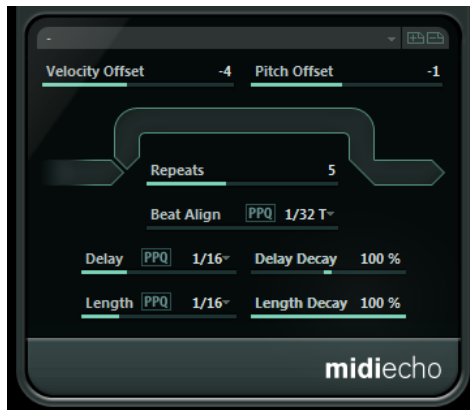 -
Velocity Offset -4 Pitch Offset -1
Repeats 5
Beat Align PPQ 1/32 T
Delay PPQ 1/16 Delay Decay 100 %
Length PPQ 1/16 Length Decay 100 %
midiecho